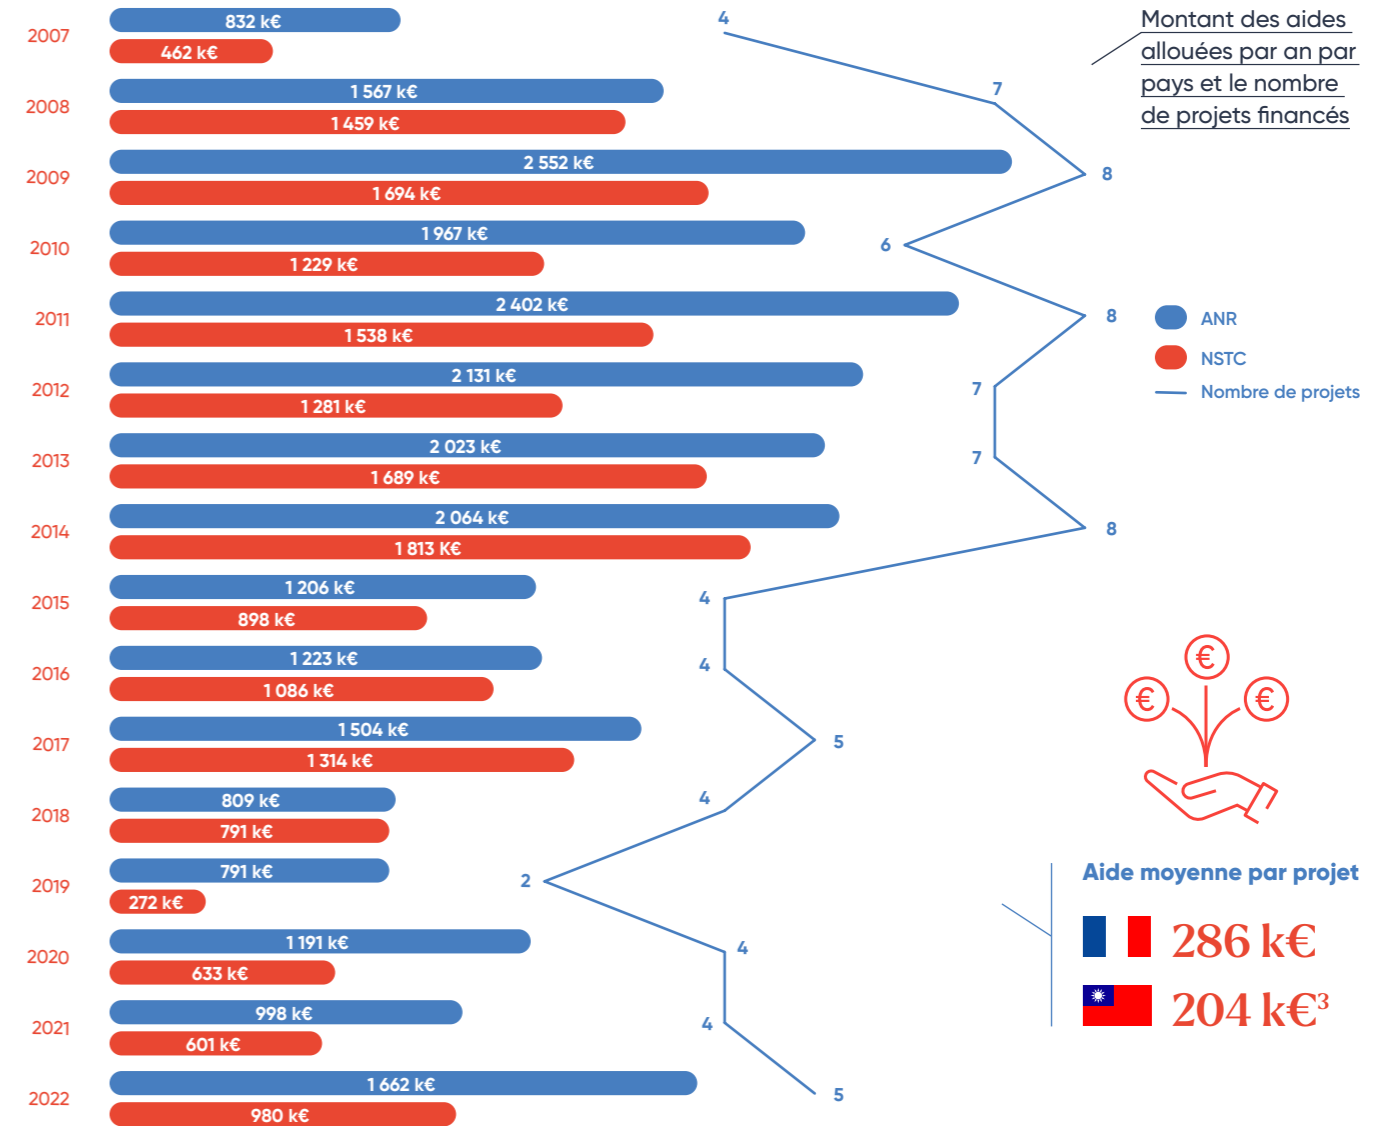 Montant des aides
allouées par an par
pays et le nombre
de projets financés
2007
832 k€
462 k€
4
2008
1 567 k€
1 459 k€
7
2009
2 552 k€
1 694 k€
8
2010
1 967 k€
1 229 k€
6
2011
2 402 k€
1 538 k€
8
2012
2 131 k€
1 281 k€
7
2013
2 023 k€
1 689 k€
7
2014
2 064 k€
1 813 K€
8
2015
1 206 k€
898 k€
4
2016
1 223 k€
1 086 k€
4
2017
1 504 k€
1 314 k€
5
2018
809 k€
791 k€
4
2019
791 k€
272 k€
2
2020
1 191 k€
633 k€
4
2021
998 k€
601 k€
4
2022
1 662 k€
980 k€
5
ANR
NSTC
Nombre de projets
€
€
€
Aide moyenne par projet
286 k€
204 k€³